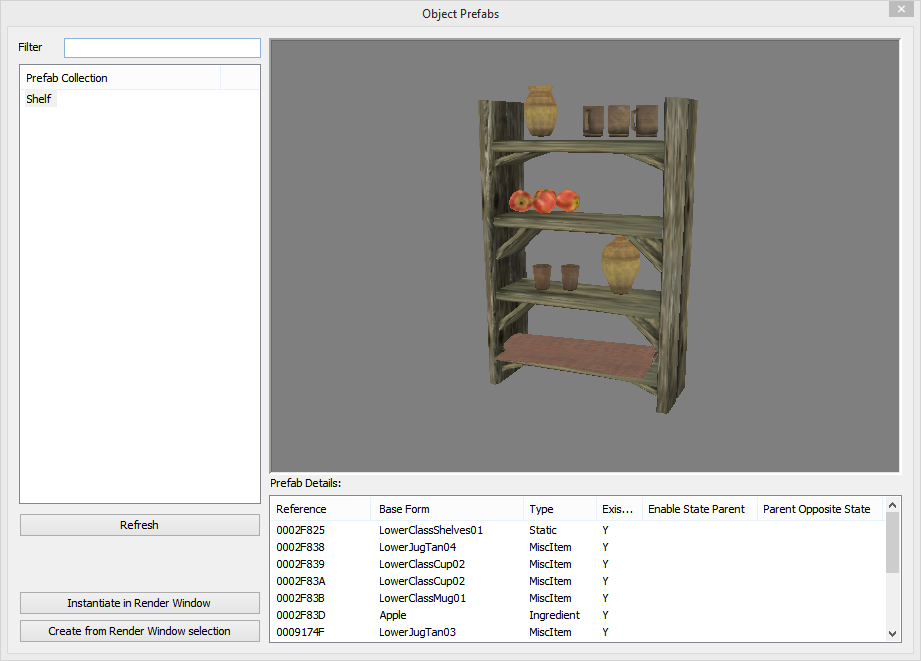 Object Prefabs
Filter
Prefab Collection
Shelf
Refresh
Instantiate in Render Window
Create from Render Window selection
Prefab Details:
Reference Base Form Type Exis... Enable State Parent Parent Opposite State
0002F825 LowerClassShelves01 Static Y
0002F838 LowerJugTan04 MiscItem Y
0002F839 LowerClassCup02 MiscItem Y
0002F83A LowerClassCup02 MiscItem Y
0002F83B LowerClassMug01 MiscItem Y
0002F83D Apple Ingredient Y
0009174F LowerJugTan03 MiscItem Y